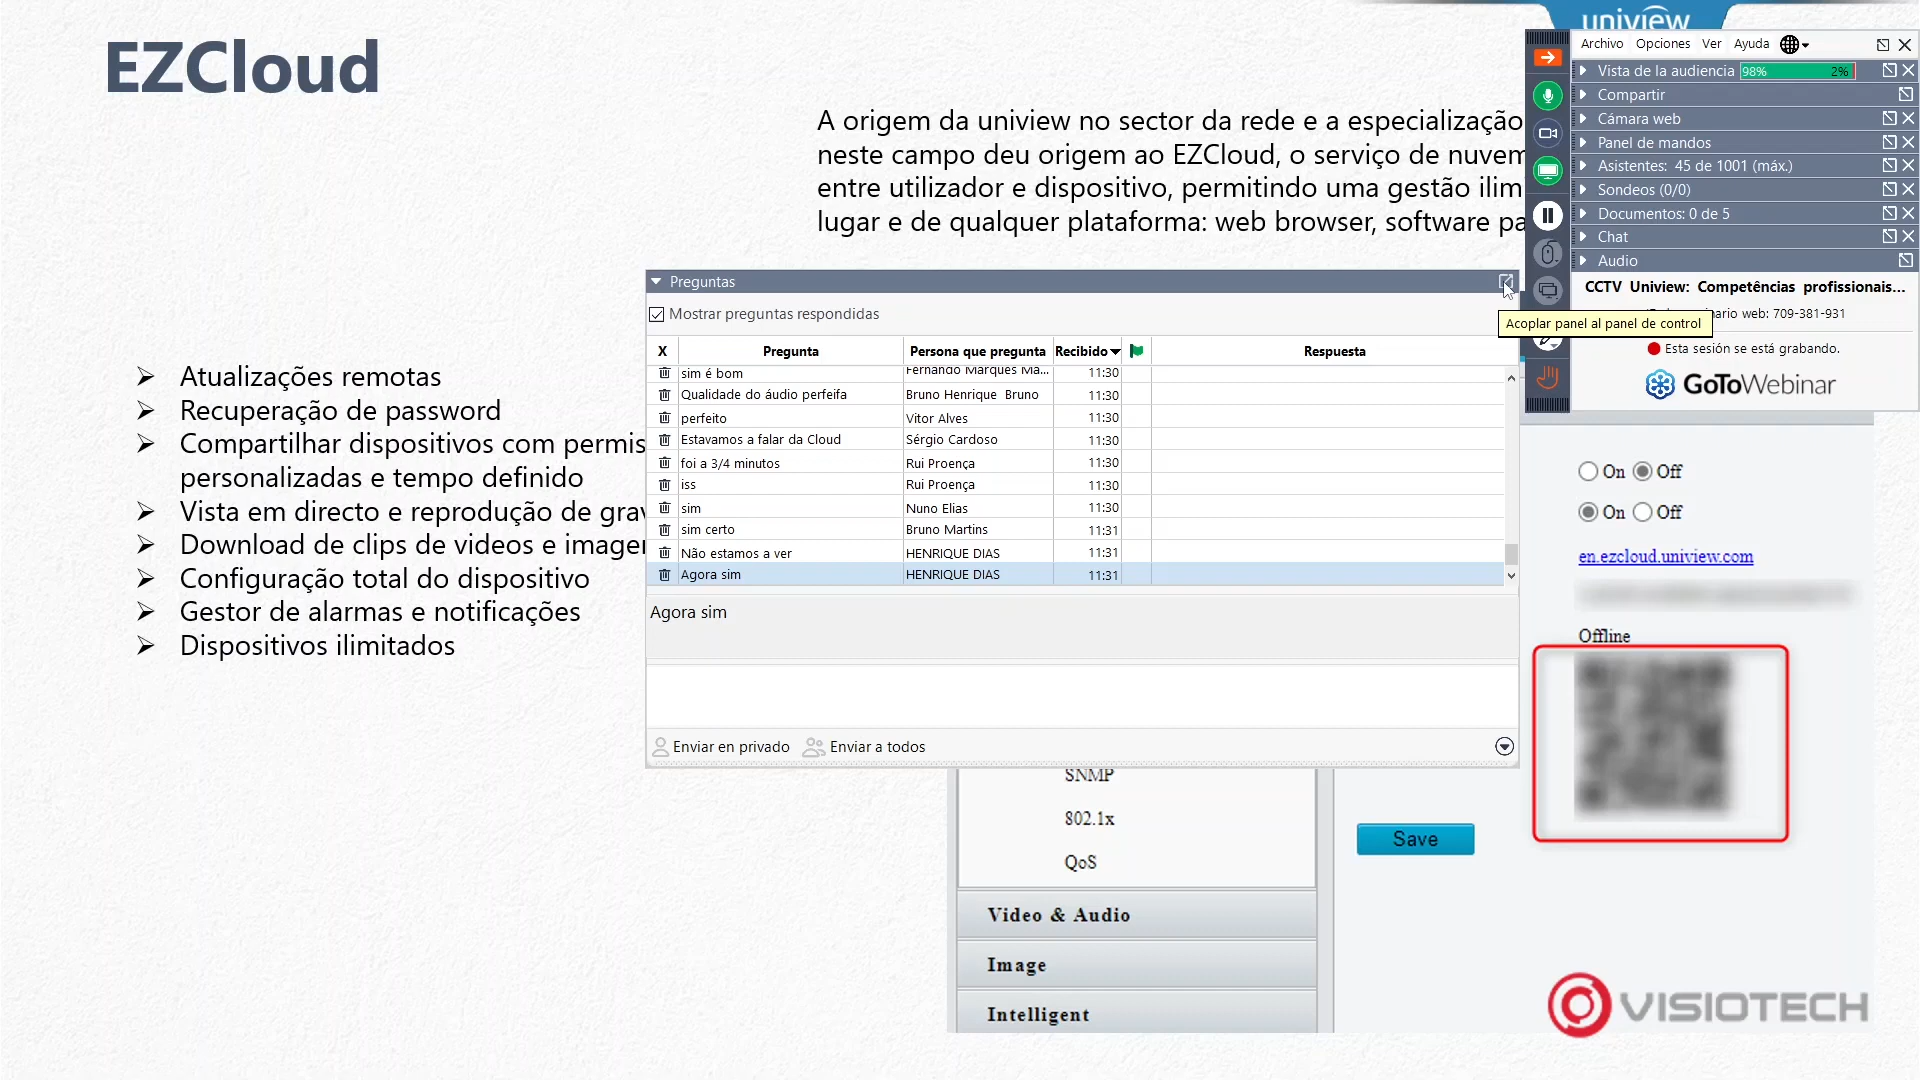 uniview
EZCloud
A origem da uniview no sector da rede e a especialização
neste campo deu origem ao EZCloud, o serviço de nuvem
entre utilizador e dispositivo, permitindo uma gestão ilim
lugar e de qualquer plataforma: web browser, software pa
Atualizações remotas
Recuperação de password
Compartilhar dispositivos com permis
personalizadas e tempo definido
Vista em directo e reprodução de grav
Download de clips de videos e imagen
Configuração total do dispositivo
Gestor de alarmas e notificações
Dispositivos ilimitados
Preguntas
Mostrar preguntas respondidas
X Pregunta Persona que pregunta Recibido Respuesta
sim é bom Fernando Marques Ma... 11:30
Qualidade do áudio perfeifa Bruno Henrique Bruno 11:30
perfeito Vitor Alves 11:30
Estavamos a falar da Cloud Sérgio Cardoso 11:30
foi a 3/4 minutos Rui Proença 11:30
iss Rui Proença 11:30
sim Nuno Elias 11:30
sim certo Bruno Martins 11:31
Não estamos a ver HENRIQUE DIAS 11:31
Agora sim HENRIQUE DIAS 11:31
Agora sim
Enviar en privado Enviar a todos
Archivo Opciones Ver Ayuda
Vista de la audiencia 98% 2%
Compartir
Cámara web
Panel de mandos
Asistentes: 45 de 1001 (máx.)
Sondeos (0/0)
Documentos: 0 de 5
Chat
Audio
CCTV Uniview: Competências profissionais...
nario web: 709-381-931
Acoplar panel al panel de control
Esta sesión se está grabando.
GoToWebinar
On Off
On Off
en.ezcloud.uniview.com
Offline
SNMP
802.1x
QoS
Save
Video & Audio
Image
Intelligent
VISIOTECH